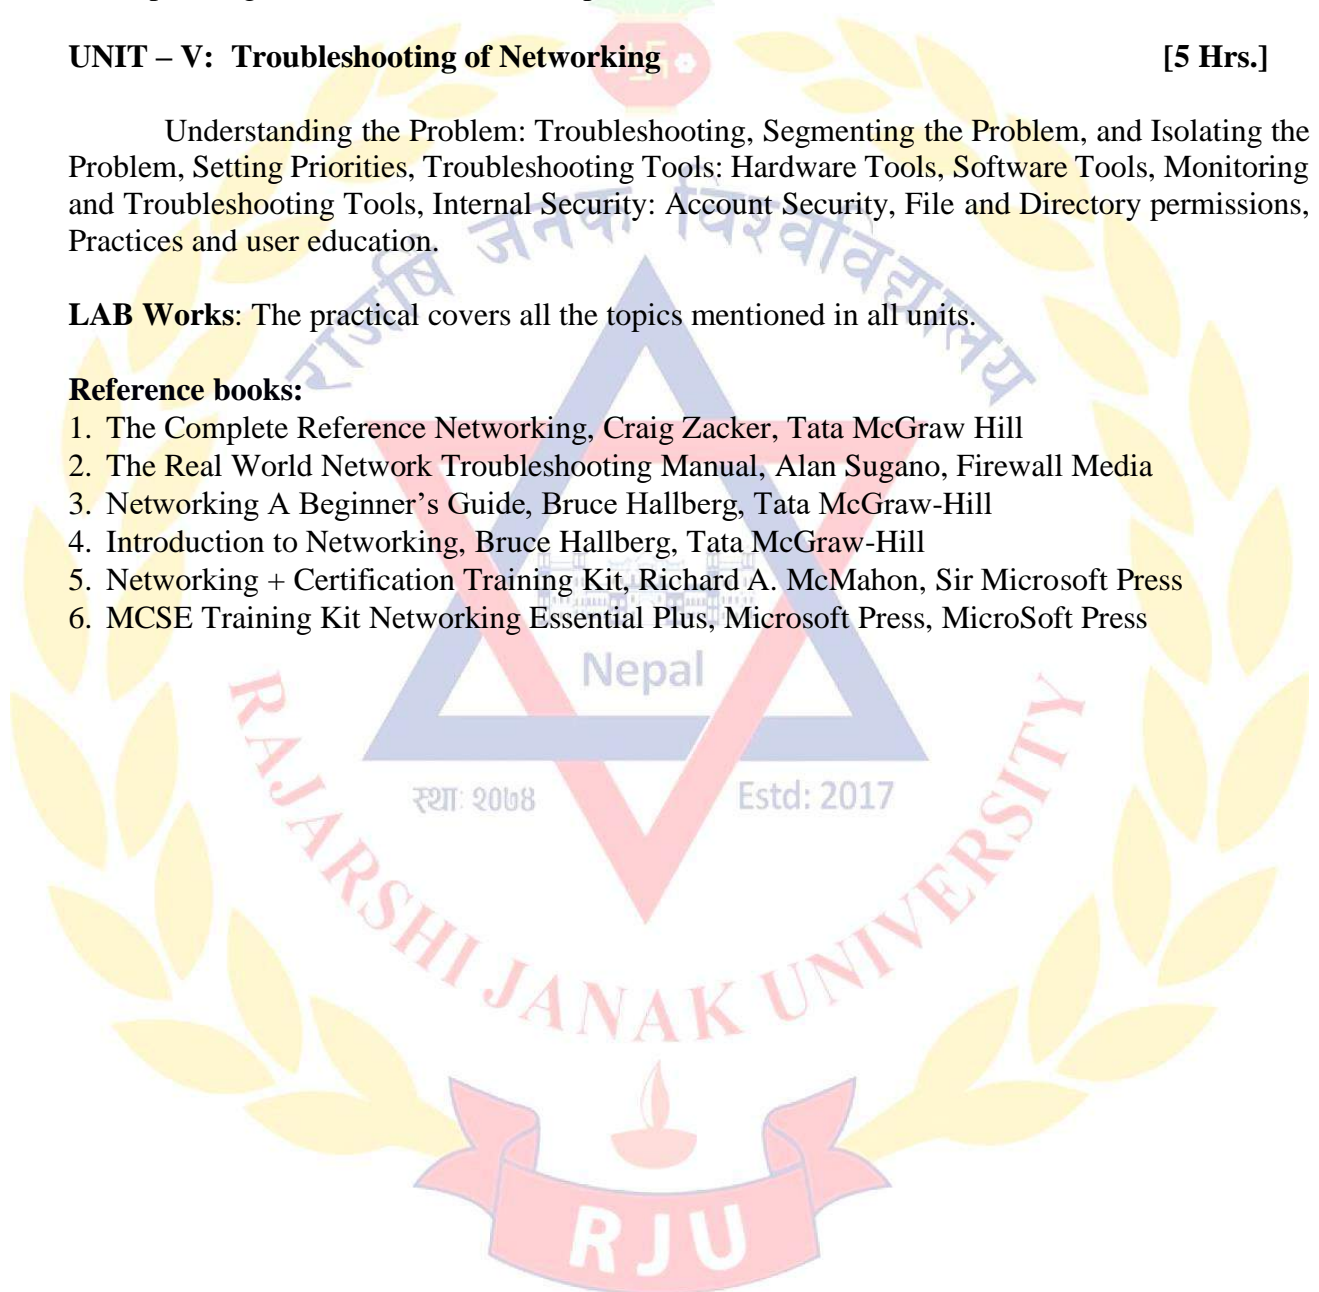 UNIT – V: Troubleshooting of Networking [5 Hrs.]
Understanding the Problem: Troubleshooting, Segmenting the Problem, and Isolating the
Problem, Setting Priorities, Troubleshooting Tools: Hardware Tools, Software Tools, Monitoring
and Troubleshooting Tools, Internal Security: Account Security, File and Directory permissions,
Practices and user education.
LAB Works: The practical covers all the topics mentioned in all units.
Reference books:
1. The Complete Reference Networking, Craig Zacker, Tata McGraw Hill
2. The Real World Network Troubleshooting Manual, Alan Sugano, Firewall Media
3. Networking A Beginner’s Guide, Bruce Hallberg, Tata McGraw-Hill
4. Introduction to Networking, Bruce Hallberg, Tata McGraw-Hill
5. Networking + Certification Training Kit, Richard A. McMahon, Sir Microsoft Press
6. MCSE Training Kit Networking Essential Plus, Microsoft Press, MicroSoft Press
राजर्षि जनक विश्वविद्यालय
Nepal
स्था: २०७४ Estd: 2017
RAJARSHI JANAK UNIVERSITY
RJU